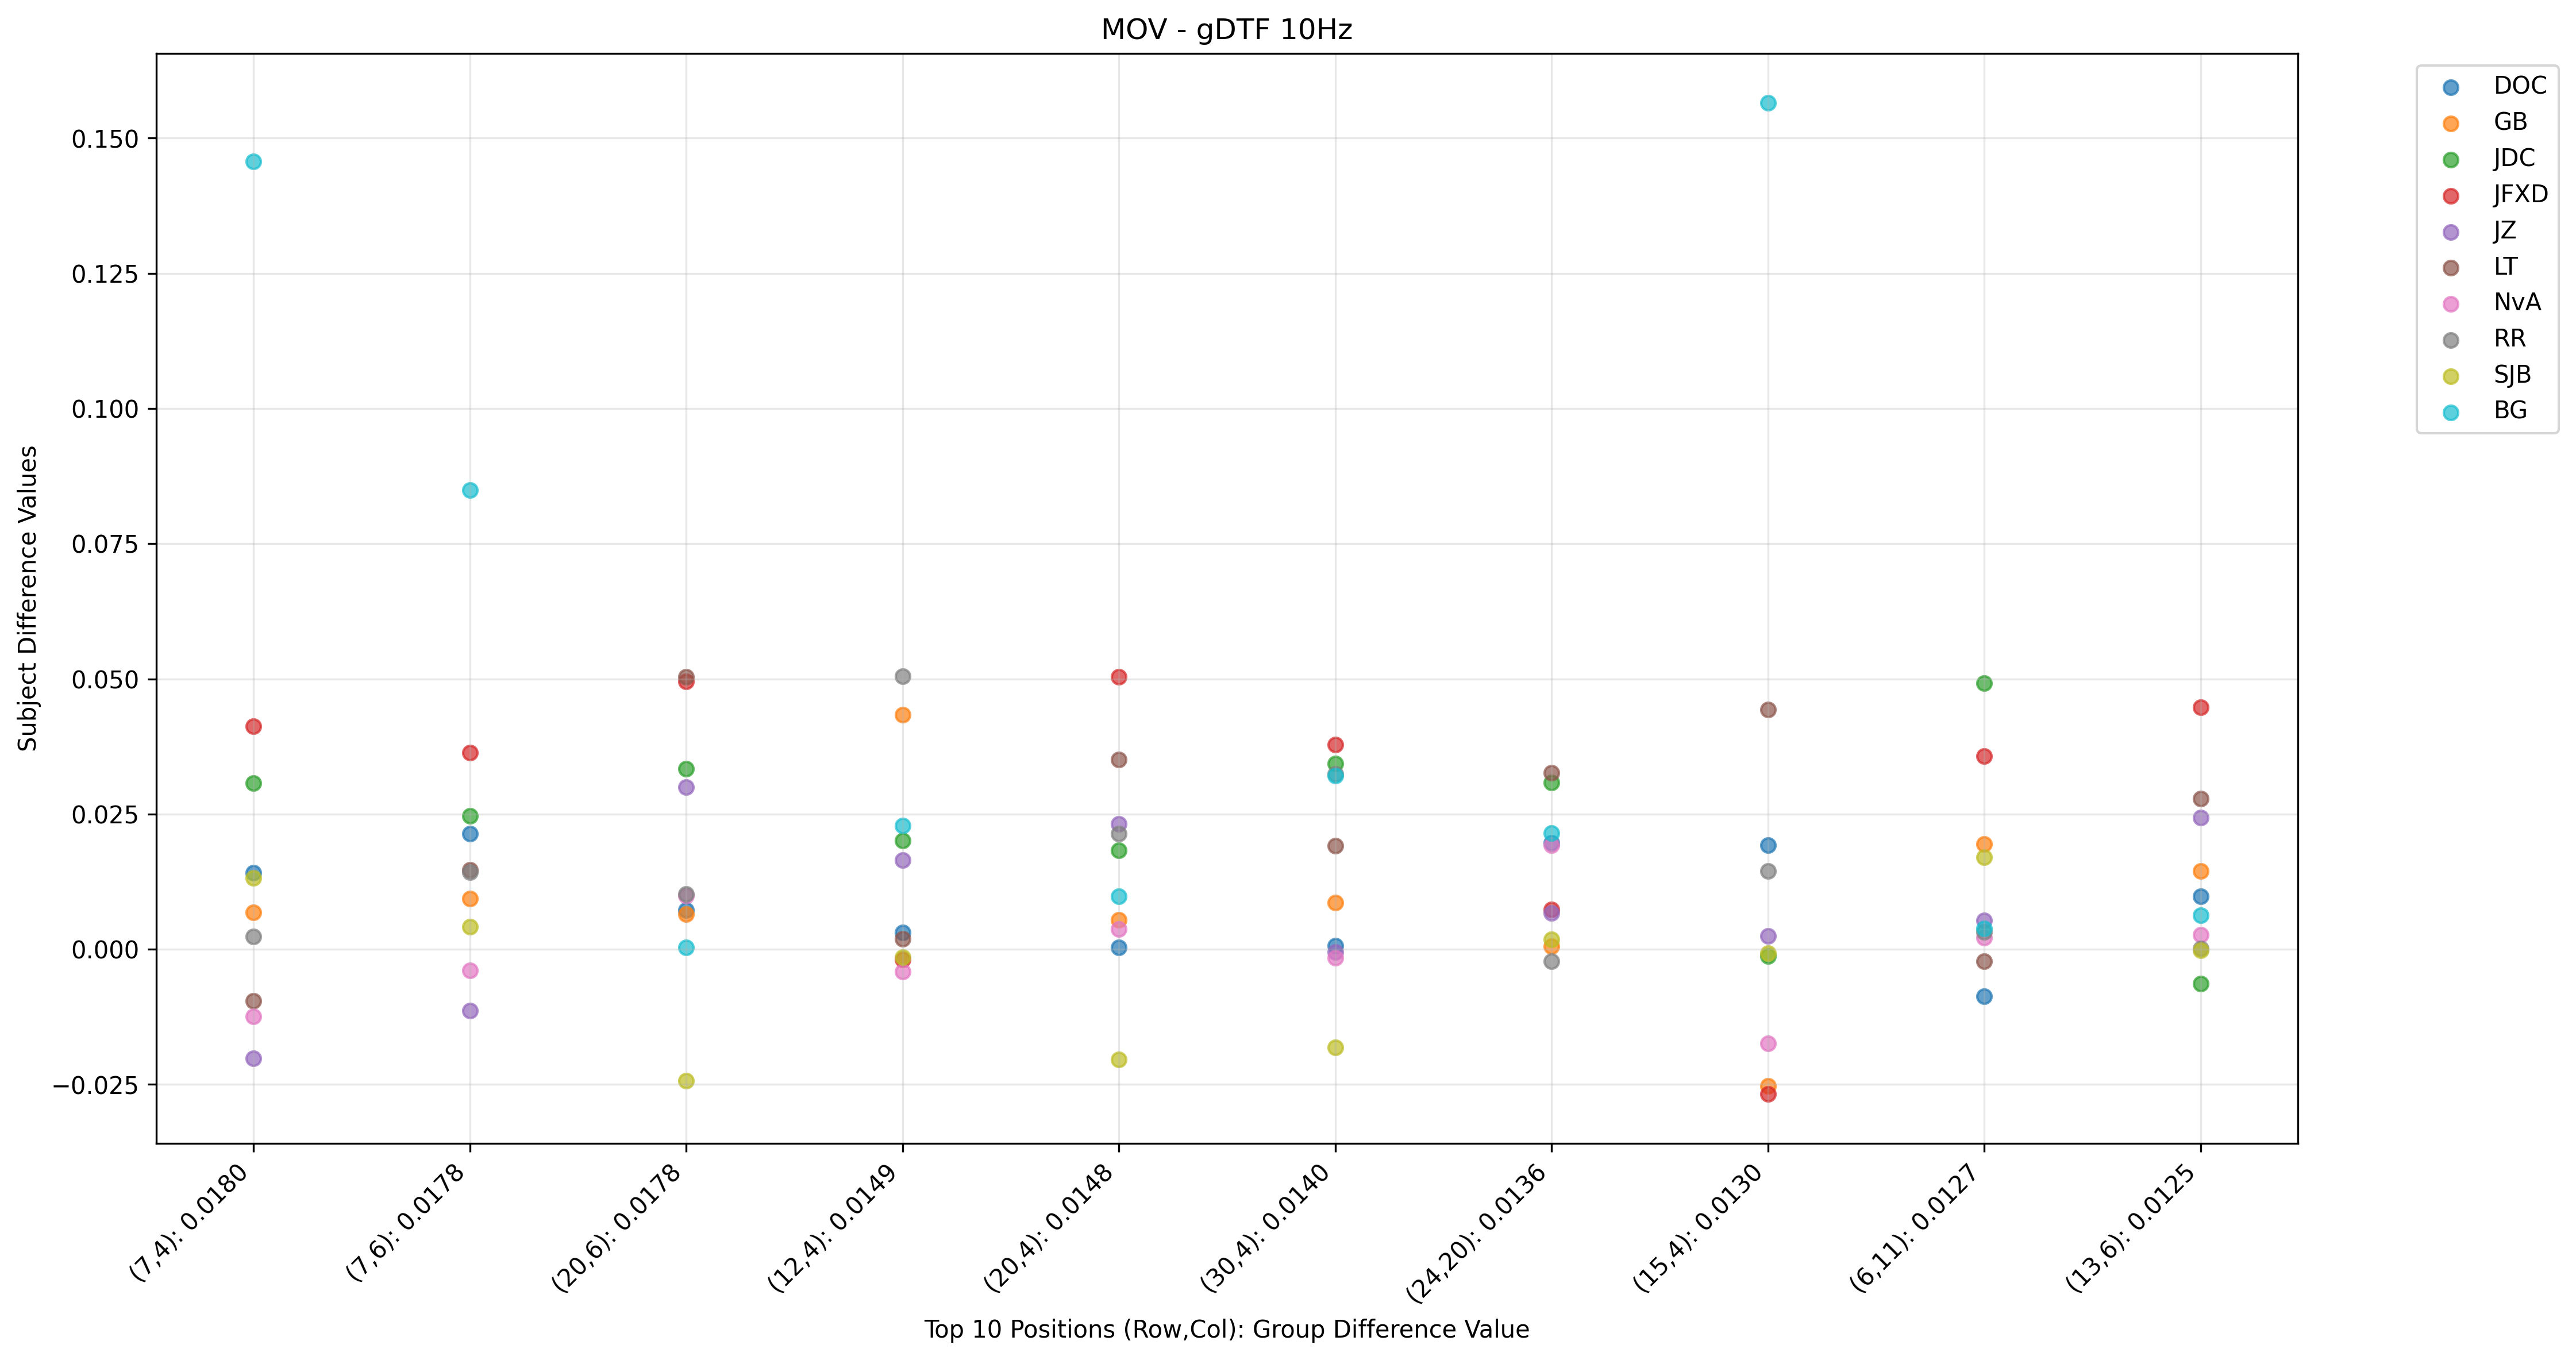 MOV - gDTF 10Hz
Subject Difference Values
0.150
0.125
0.100
0.075
0.050
0.025
0.000
−0.025
(7,4): 0.0180
(7,6): 0.0178
(20,6): 0.0178
(12,4): 0.0149
(20,4): 0.0148
(30,4): 0.0140
(24,20): 0.0136
(15,4): 0.0130
(6,11): 0.0127
(13,6): 0.0125
Top 10 Positions (Row,Col): Group Difference Value
DOC
GB
JDC
JFXD
JZ
LT
NvA
RR
SJB
BG